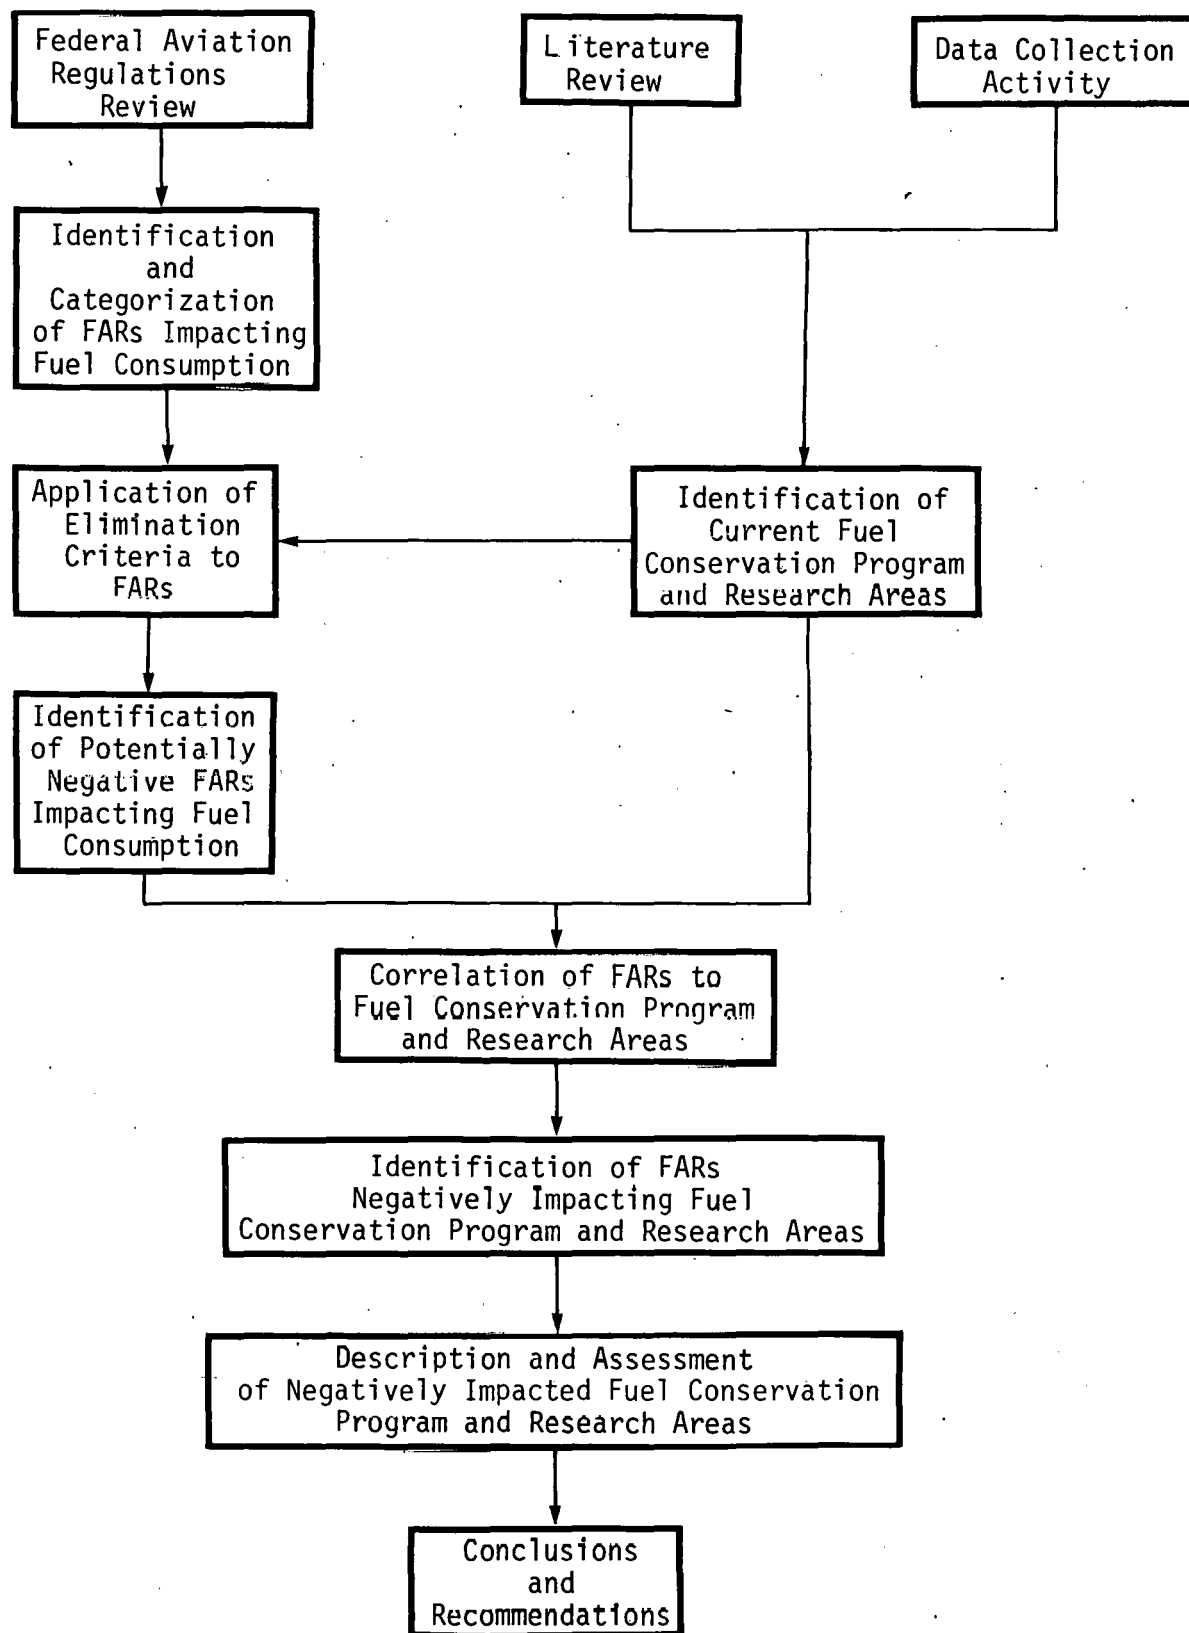 Federal Aviation
Regulations
Review
Literature
Review
Data Collection
Activity
Identification
and
Categorization
of FARs Impacting
Fuel Consumption
Application of
Elimination
Criteria to
FARs
Identification of
Current Fuel
Conservation Program
and Research Areas
Identification
of Potentially
Negative FARs
Impacting Fuel
Consumption
Correlation of FARs to
Fuel Conservation Program
and Research Areas
Identification of FARs
Negatively Impacting Fuel
Conservation Program and Research Areas
Description and Assessment
of Negatively Impacted Fuel Conservation
Program and Research Areas
Conclusions
and
Recommendations